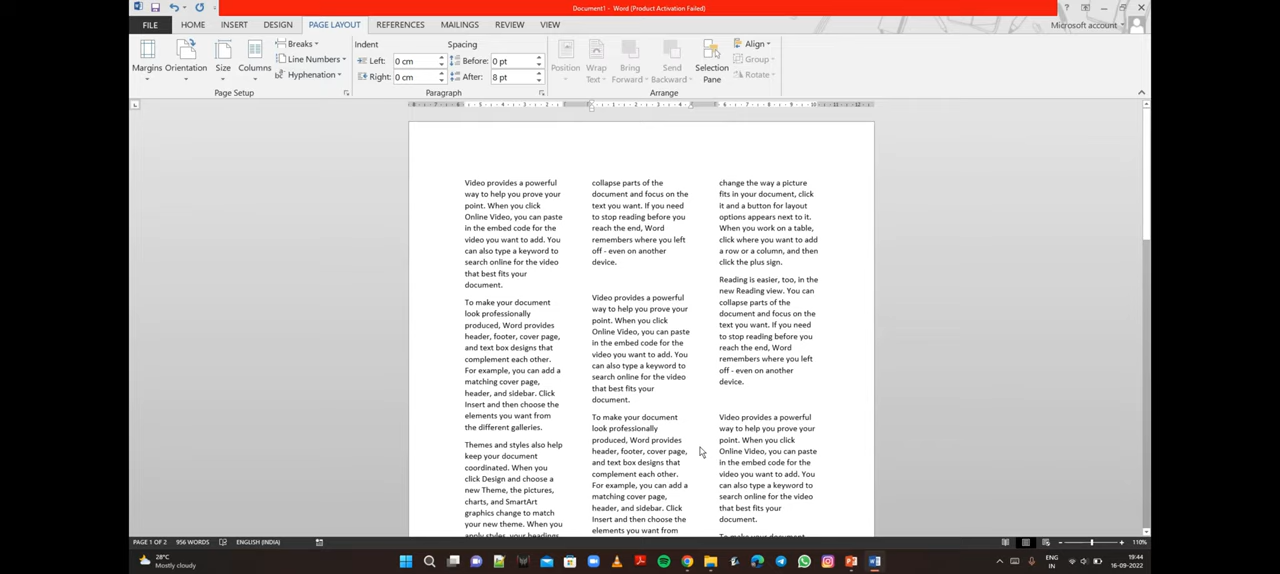 Document1 - Word (Product Activation Failed)
FILE HOME INSERT DESIGN PAGE LAYOUT REFERENCES MAILINGS REVIEW VIEW Microsoft account
Margins Orientation Size Columns
Breaks
Line Numbers
Hyphenation
Page Setup
Indent
Left: 0 cm
Right: 0 cm
Spacing
Before: 0 pt
After: 8 pt
Paragraph
Position Wrap Text Bring Forward Send Backward Selection Pane
Align
Group
Rotate
Arrange
Video provides a powerful
way to help you prove your
point. When you click
Online Video, you can paste
in the embed code for the
video you want to add. You
can also type a keyword to
search online for the video
that best fits your
document.
To make your document
look professionally
produced, Word provides
header, footer, cover page,
and text box designs that
complement each other.
For example, you can add a
matching cover page,
header, and sidebar. Click
Insert and then choose the
elements you want from
the different galleries.
Themes and styles also help
keep your document
coordinated. When you
click Design and choose a
new Theme, the pictures,
charts, and SmartArt
graphics change to match
your new theme. When you
apply styles, your headings
collapse parts of the
document and focus on the
text you want. If you need
to stop reading before you
reach the end, Word
remembers where you left
off - even on another
device.
Video provides a powerful
way to help you prove your
point. When you click
Online Video, you can paste
in the embed code for the
video you want to add. You
can also type a keyword to
search online for the video
that best fits your
document.
To make your document
look professionally
produced, Word provides
header, footer, cover page,
and text box designs that
complement each other.
For example, you can add a
matching cover page,
header, and sidebar. Click
Insert and then choose the
elements you want from
change the way a picture
fits in your document, click
it and a button for layout
options appears next to it.
When you work on a table,
click where you want to add
a row or a column, and then
click the plus sign.
Reading is easier, too, in the
new Reading view. You can
collapse parts of the
document and focus on the
text you want. If you need
to stop reading before you
reach the end, Word
remembers where you left
off - even on another
device.
Video provides a powerful
way to help you prove your
point. When you click
Online Video, you can paste
in the embed code for the
video you want to add. You
can also type a keyword to
search online for the video
that best fits your
document.
To make your document
PAGE 1 OF 2 956 WORDS ENGLISH (INDIA) 110%
28°C
Mostly cloudy
ENG
IN
19:44
16-09-2022